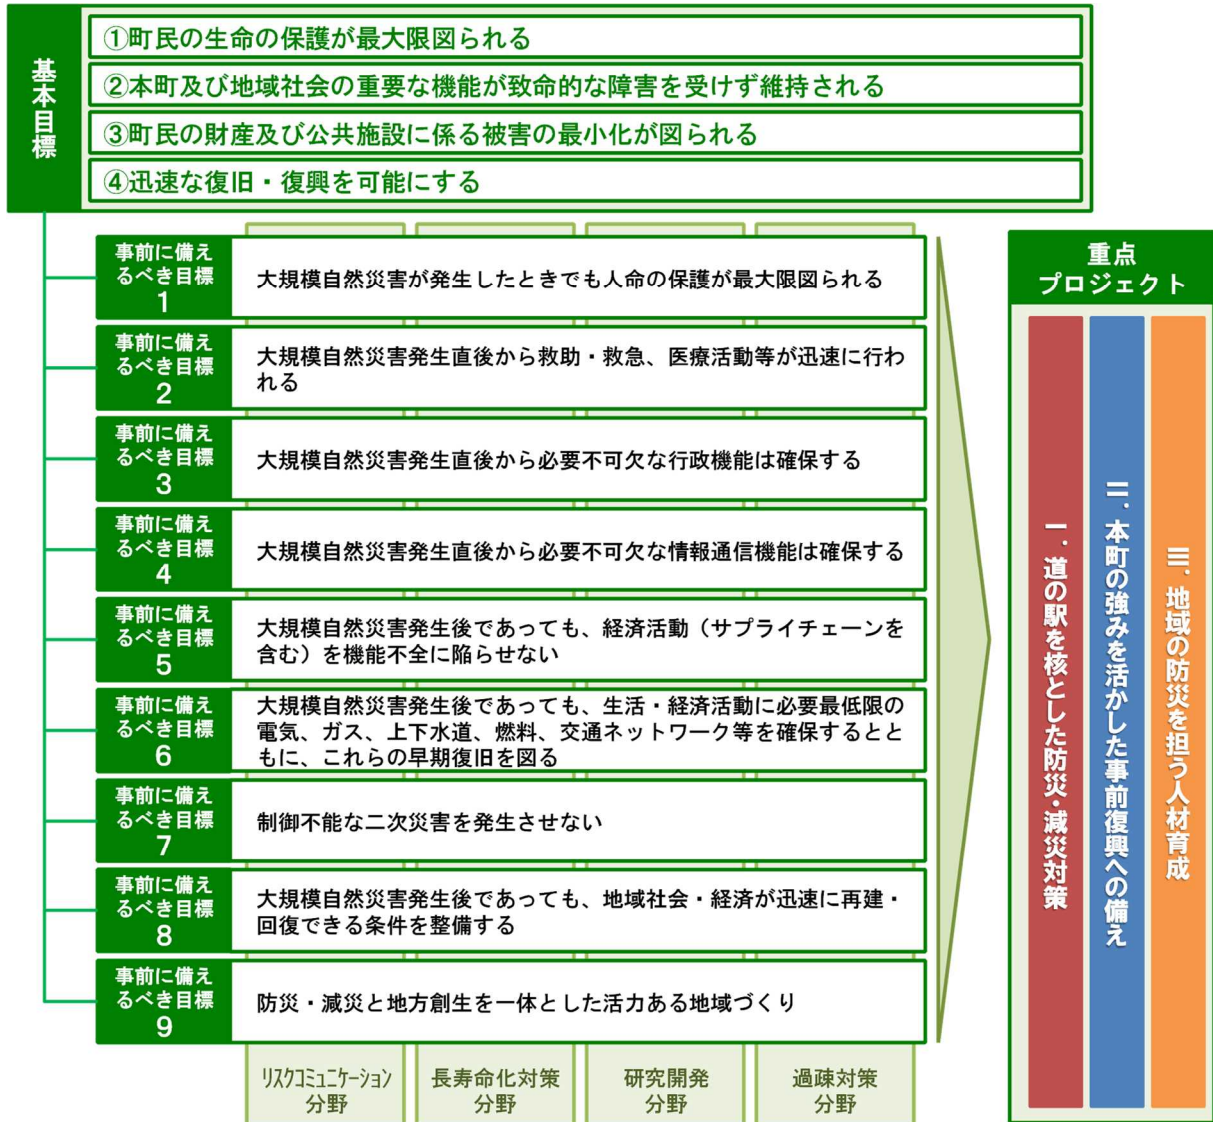 基本目標
①町民の生命の保護が最大限図られる
②本町及び地域社会の重要な機能が致命的な障害を受けず維持される
③町民の財産及び公共施設に係る被害の最小化が図られる
④迅速な復旧・復興を可能にする
事前に備え
るべき目標
1
大規模自然災害が発生したときでも人命の保護が最大限図られる
事前に備え
るべき目標
2
大規模自然災害発生直後から救助・救急、医療活動等が迅速に行わ
れる
事前に備え
るべき目標
3
大規模自然災害発生直後から必要不可欠な行政機能は確保する
事前に備え
るべき目標
4
大規模自然災害発生直後から必要不可欠な情報通信機能は確保する
事前に備え
るべき目標
5
大規模自然災害発生後であっても、経済活動（サプライチェーンを
含む）を機能不全に陥らせない
事前に備え
るべき目標
6
大規模自然災害発生後であっても、生活・経済活動に必要最低限の
電気、ガス、上下水道、燃料、交通ネットワーク等を確保するとと
もに、これらの早期復旧を図る
事前に備え
るべき目標
7
制御不能な二次災害を発生させない
事前に備え
るべき目標
8
大規模自然災害発生後であっても、地域社会・経済が迅速に再建・
回復できる条件を整備する
事前に備え
るべき目標
9
防災・減災と地方創生を一体とした活力ある地域づくり
ﾘｽｸｺﾐｭﾆｹｰｼｮﾝ
分野
長寿命化対策
分野
研究開発
分野
過疎対策
分野
重点
プロジェクト
一．道の駅を核とした防災・減災対策
二．本町の強みを活かした事前復興への備え
三．地域の防災を担う人材育成